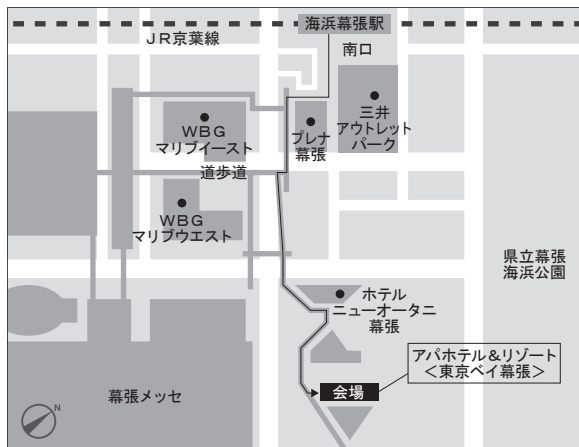 海浜幕張駅
JR京葉線
南口
三井
アウトレット
パーク
プレナ
幕張
WBG
マリブイースト
歩道橋
WBG
マリブウエスト
県立幕張
海浜公園
ホテル
ニューオータニ
幕張
アパホテル&リゾート
<東京ベイ幕張>
会場
幕張メッセ
N